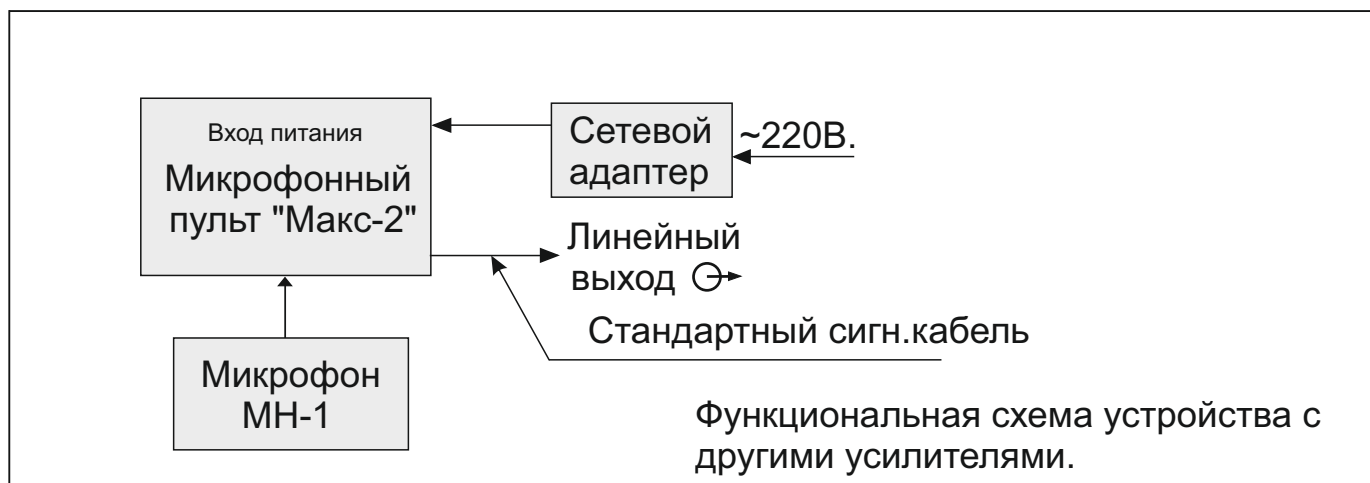 Вход питания
Микрофонный
пульт "Макс-2"
Сетевой
адаптер
~220В.
Линейный
выход
Стандартный сигн.кабель
Микрофон
МН-1
Функциональная схема устройства с
другими усилителями.